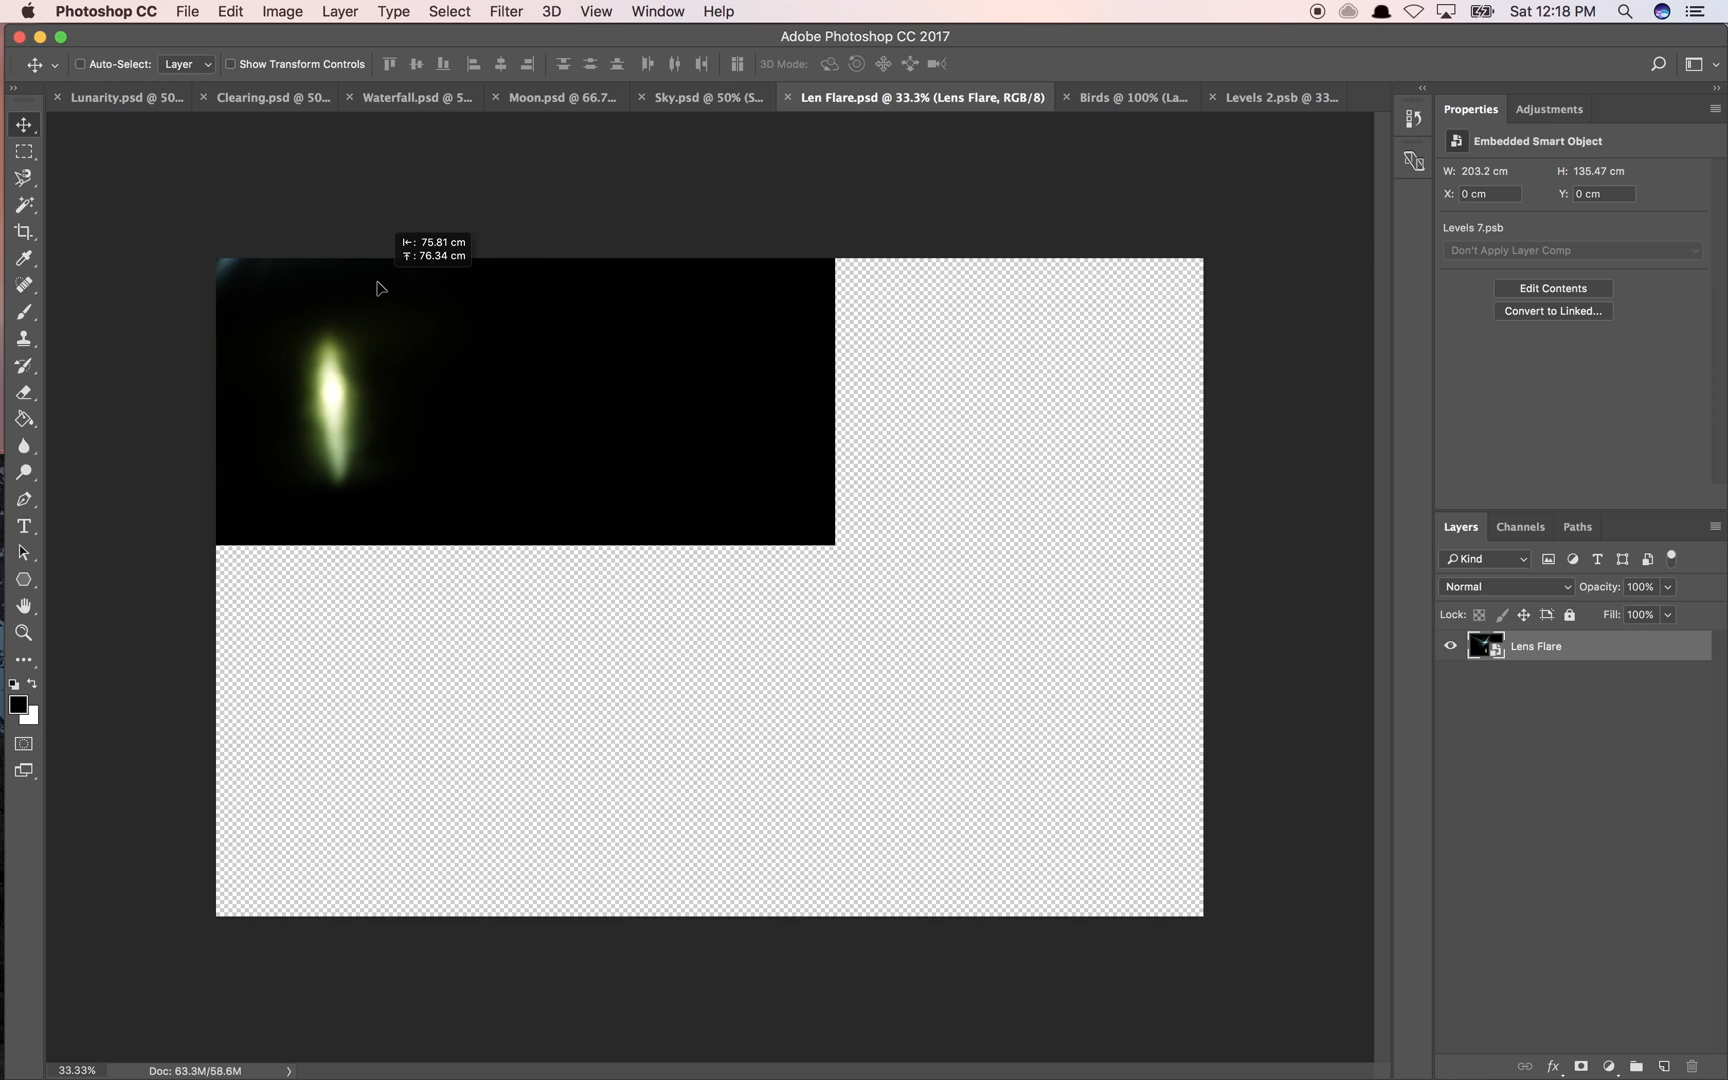 Photoshop CC File Edit Image Layer Type Select Filter 3D View Window Help Sat 12:18 PM
Adobe Photoshop CC 2017
Auto-Select: Layer Show Transform Controls 3D Mode:
Lunarity.psd @ 50... Clearing.psd @ 50... Waterfall.psd @ 5... Moon.psd @ 66.7... Sky.psd @ 50% (S... Len Flare.psd @ 33.3% (Lens Flare, RGB/8) Birds @ 100% (La... Levels 2.psb @ 33...
Properties Adjustments
Embedded Smart Object
W: 203.2 cm H: 135.47 cm
X: 0 cm Y: 0 cm
Levels 7.psb
Don't Apply Layer Comp
Edit Contents
Convert to Linked...
: 75.81 cm
: 76.34 cm
Layers Channels Paths
Kind
Normal Opacity: 100%
Lock: Fill: 100%
Lens Flare
fx
33.33% Doc: 63.3M/58.6M